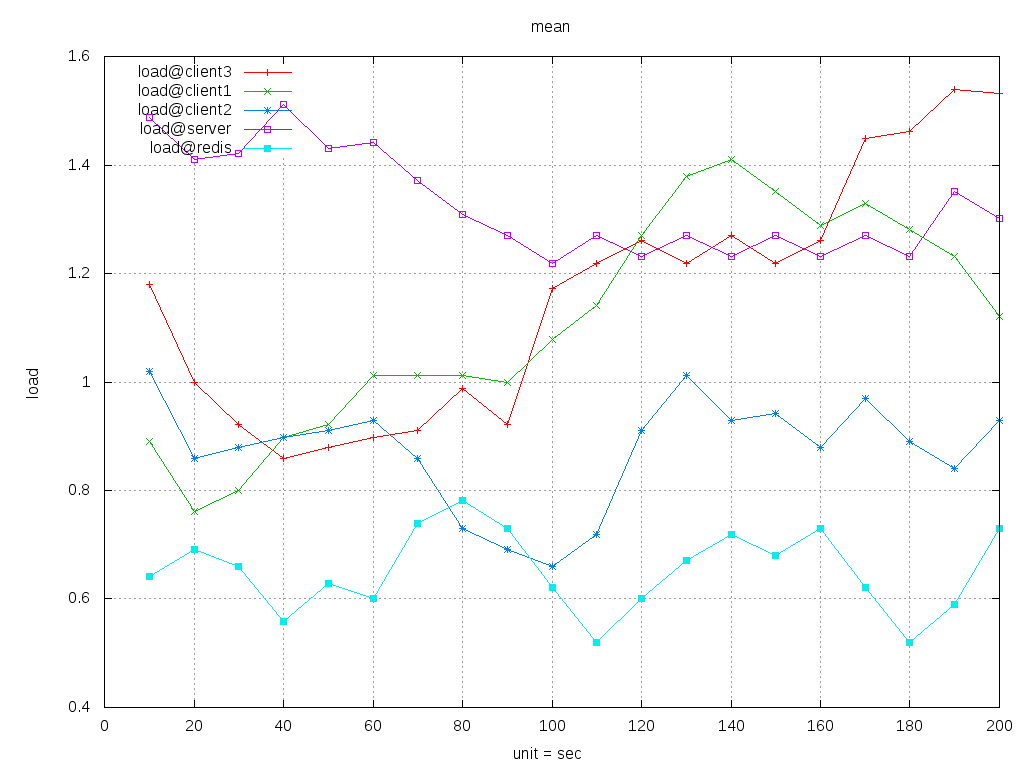 mean
1.6
load@client3
load@client1
load@client2
load@server
load@redis
1.4
1.2
1
0.8
0.6
0.4
load
0 20 40 60 80 100 120 140 160 180 200
unit = sec